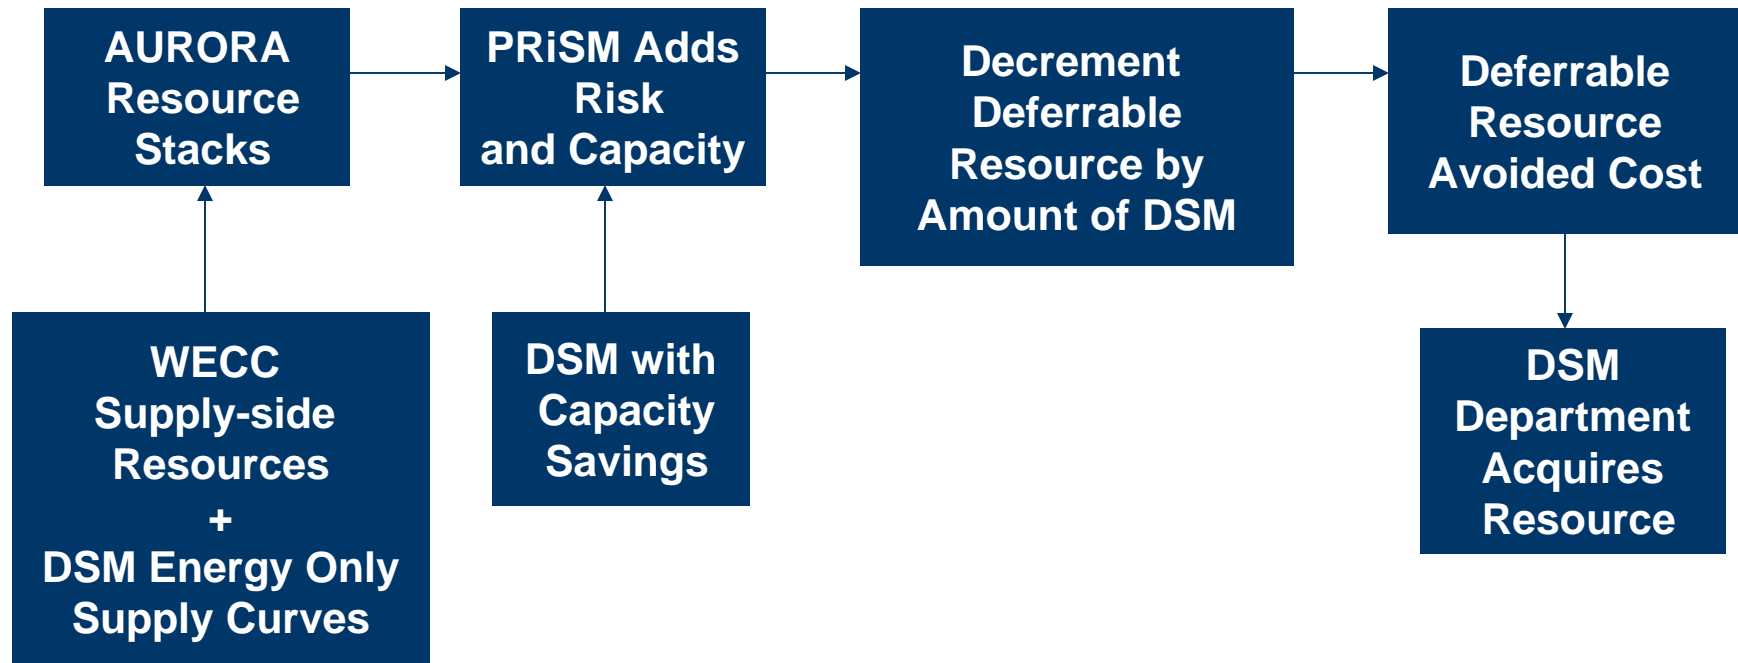 AURORA
Resource
Stacks
PRiSM Adds
Risk
and Capacity
Decrement
Deferrable
Resource by
Amount of DSM
Deferrable
Resource
Avoided Cost
WECC
Supply-side
Resources
+
DSM Energy Only
Supply Curves
DSM with
Capacity
Savings
DSM
Department
Acquires
Resource